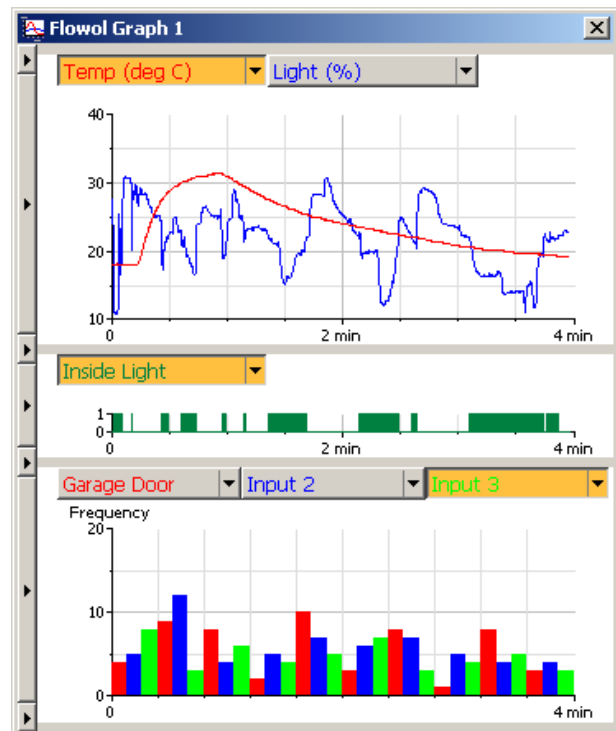 Flowol Graph 1
Temp (deg C) Light (%)
40
30
20
10
0 2 min 4 min
Inside Light
1
0
0 2 min 4 min
Garage Door Input 2 Input 3
Frequency
20
10
0
0 4 min